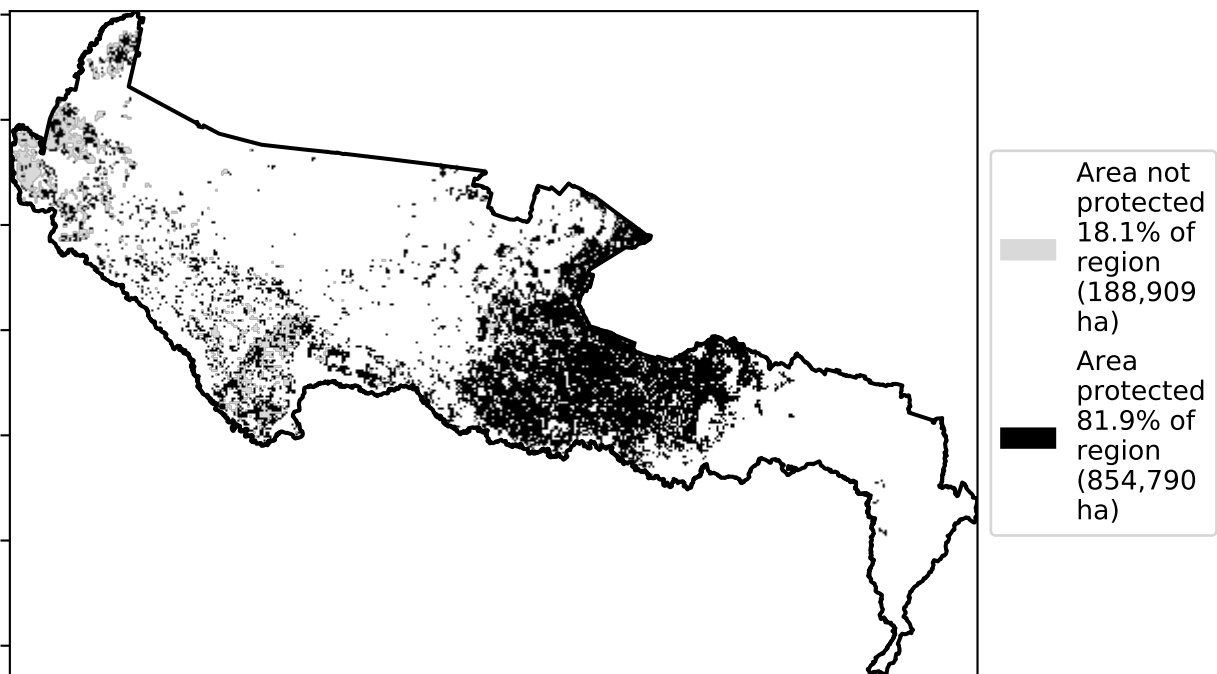 Area not
protected
18.1% of
region
(188,909
ha)
Area
protected
81.9% of
region
(854,790
ha)